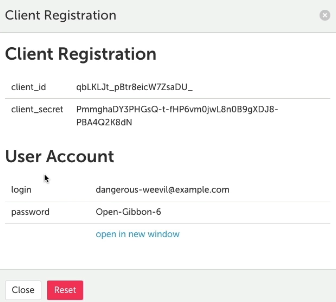 Client Registration
Client Registration
client_id qbLKLJt_pBtr8eicW7ZsaDU_
client_secret PmmghaDY3PHGsQ-t-fHP6vm0jwL8n0B9gXDJ8-
PBA4Q2K8dN
User Account
login dangerous-weevil@example.com
password Open-Gibbon-6
open in new window
Close Reset